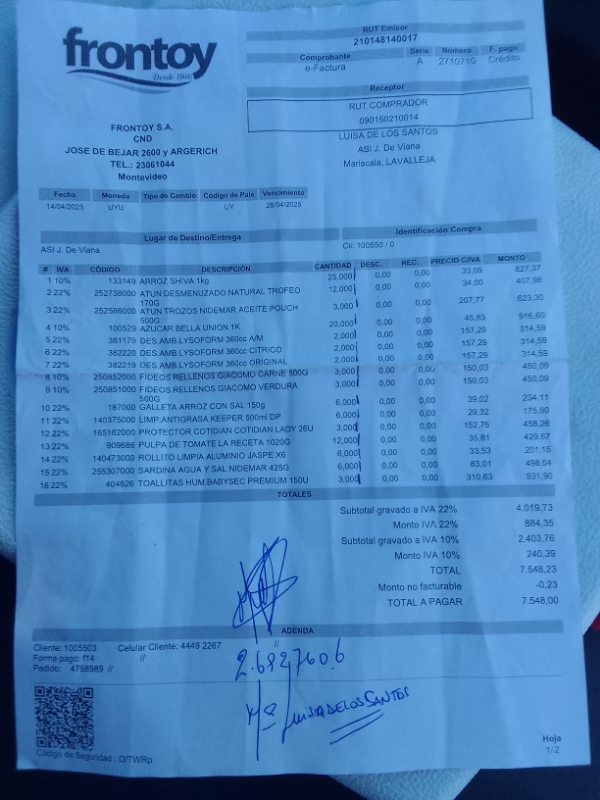 frontoy
Desde 1940
RUT Emisor
210148140017
Comprobante Serie Número F. pago
e-Factura A 2710710 Crédito
Receptor
RUT COMPRADOR
090150210014
LUISA DE LOS SANTOS
ASI J. De Viana
Mariscala, LAVALLEJA
FRONTOY S.A.
CND
JOSE DE BEJAR 2600 y ARGERICH
TEL.: 23061044
Montevideo
Fecha Moneda Tipo de Cambio Código de País Vencimiento
14/04/2025 UYU UY 28/04/2025
Lugar de Destino/Entrega Identificación Compra
ASI J. De Viana Cli: 100550 / 0
# IVA CÓDIGO DESCRIPCIÓN CANTIDAD DESC. REC. PRECIO C/IVA MONTO
1 10% 133149 ARROZ SHIVA 1kg 25,000 0,00 0,00 33,09 827,37
2 22% 252738000 ATUN DESMENUZADO NATURAL TROFEO 170G 12,000 0,00 0,00 34,00 407,98
3 22% 252586000 ATUN TROZOS NIDEMAR ACEITE POUCH 500G 3,000 0,00 0,00 207,77 623,30
4 10% 100529 AZUCAR BELLA UNION 1K 20,000 0,00 0,00 45,83 916,60
5 22% 381179 DES.AMB.LYSOFORM 360cc A/M 2,000 0,00 0,00 157,29 314,59
6 22% 382220 DES.AMB.LYSOFORM 360cc CITRICO 2,000 0,00 0,00 157,29 314,59
7 22% 382219 DES.AMB.LYSOFORM 360cc ORIGINAL 2,000 0,00 0,00 157,29 314,59
8 10% 250852000 FIDEOS RELLENOS GIACOMO CARNE 500G 3,000 0,00 0,00 150,03 450,09
9 10% 250851000 FIDEOS RELLENOS GIACOMO VERDURA 500G 3,000 0,00 0,00 150,03 450,09
10 22% 187000 GALLETA ARROZ CON SAL 150g 6,000 0,00 0,00 39,02 234,11
11 22% 140375000 LIMP.ANTIGRASA KEEPER 500ml DP 6,000 0,00 0,00 29,32 175,90
12 22% 165162000 PROTECTOR COTIDIAN COTIDIAN LADY 26U 3,000 0,00 0,00 152,75 458,26
13 22% 909686 PULPA DE TOMATE LA RECETA 1020G 12,000 0,00 0,00 35,81 429,67
14 22% 140473000 ROLLITO LIMPIA ALUMINIO JASPE X6 6,000 0,00 0,00 33,53 201,15
15 22% 255307000 SARDINA AGUA Y SAL NIDEMAR 425G 6,000 0,00 0,00 83,01 498,04
16 22% 404826 TOALLITAS HUM.BABYSEC PREMIUM 150U 3,000 0,00 0,00 310,63 931,90
TOTALES
Subtotal gravado a IVA 22% 4.019,73
Monto IVA 22% 884,35
Subtotal gravado a IVA 10% 2.403,76
Monto IVA 10% 240,39
TOTAL 7.548,23
Monto no facturable -0,23
TOTAL A PAGAR 7.548,00
ADENDA
Cliente: 1005503 Celular Cliente: 4449 2267 //
Forma pago: f14 //
Pedido: 4758989 //
2.692760.6
Mª Luisa DE LOS SANTOS
Código de Seguridad : O/TWRp
Hoja
1/2